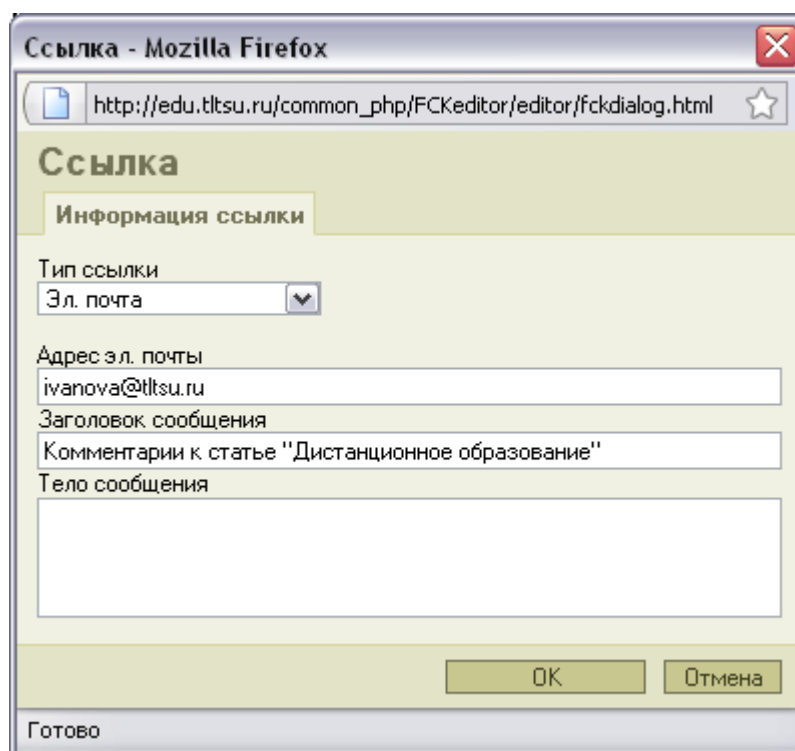 Ссылка - Mozilla Firefox
http://edu.tltsu.ru/common_php/FCKeditor/editor/fckdialog.html
Ссылка
Информация ссылки
Тип ссылки
Эл. почта
Адрес эл. почты
ivanova@tltsu.ru
Заголовок сообщения
Комментарии к статье "Дистанционное образование"
Тело сообщения
OK Отмена
Готово